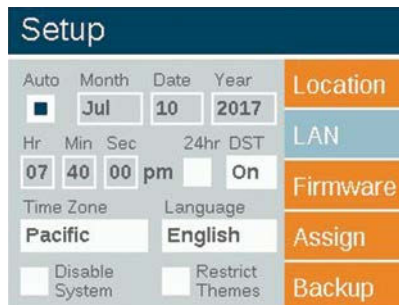 Setup
Auto Month Date Year
Jul 10 2017
Hr Min Sec 24hr DST
07 40 00 pm On
Time Zone Language
Pacific English
Disable System
Restrict Themes
Location
LAN
Firmware
Assign
Backup